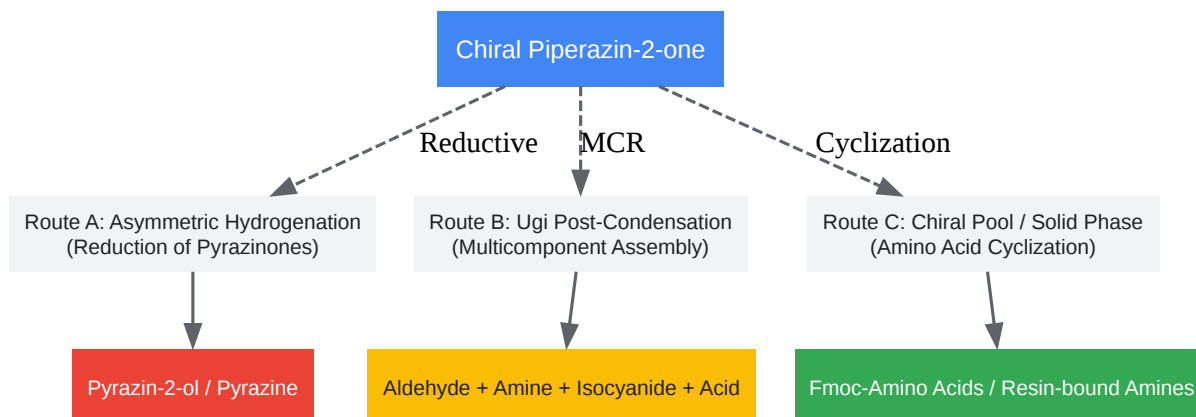 Chiral Piperazin-2-one
Reductive
MCR
Cyclization
Route A: Asymmetric Hydrogenation
(Reduction of Pyrazinones)
Route B: Ugi Post-Condensation
(Multicomponent Assembly)
Route C: Chiral Pool / Solid Phase
(Amino Acid Cyclization)
Pyrazin-2-ol / Pyrazine
Aldehyde + Amine + Isocyanide + Acid
Fmoc-Amino Acids / Resin-bound Amines